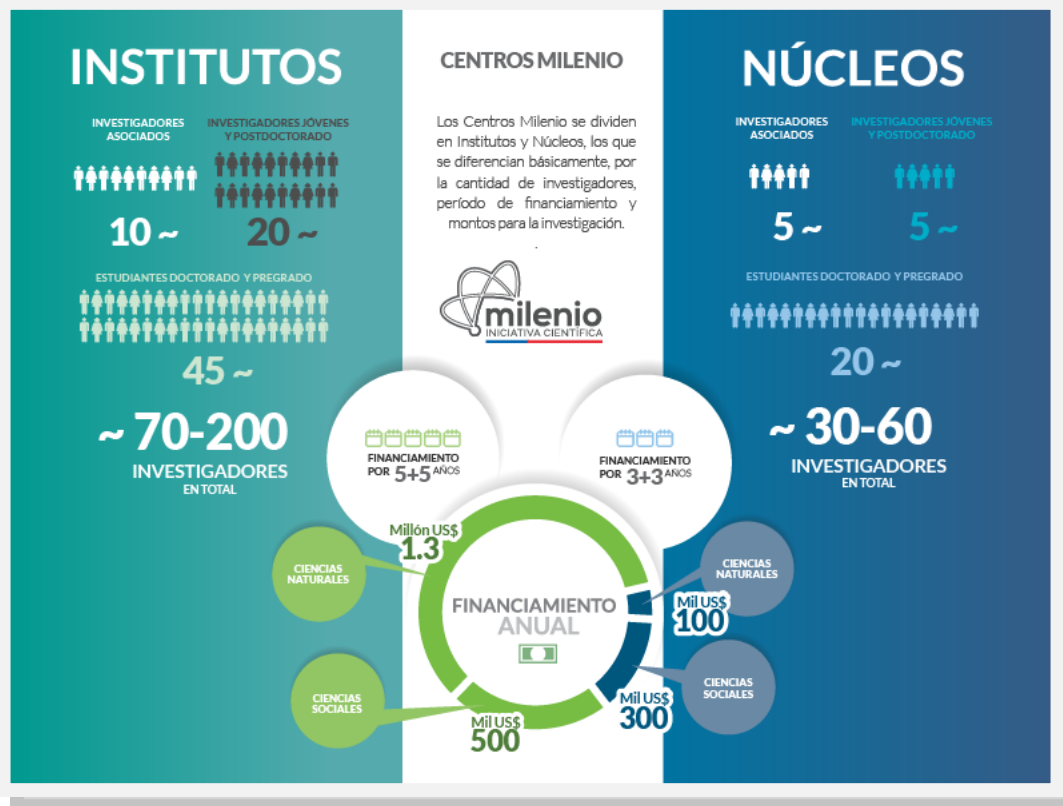 INSTITUTOS
INVESTIGADORES
ASOCIADOS
10 ~
INVESTIGADORES JÓVENES
Y POSTDOCTORADO
20 ~
ESTUDIANTES DOCTORADO Y PREGRADO
45 ~
~ 70-200
INVESTIGADORES
EN TOTAL
CENTROS MILENIO
Los Centros Milenio se dividen
en Institutos y Núcleos, los que
se diferencian básicamente, por
la cantidad de investigadores,
período de financiamiento y
montos para la investigación.
.
milenio
INICIATIVA CIENTÍFICA
NÚCLEOS
INVESTIGADORES
ASOCIADOS
5 ~
INVESTIGADORES JÓVENES
Y POSTDOCTORADO
5 ~
ESTUDIANTES DOCTORADO Y PREGRADO
20 ~
~ 30-60
INVESTIGADORES
EN TOTAL
FINANCIAMIENTO
POR 5+5 AÑOS
FINANCIAMIENTO
POR 3+3 AÑOS
FINANCIAMIENTO
ANUAL
CIENCIAS
NATURALES
Millón US$
1.3
CIENCIAS
SOCIALES
Mil US$
500
CIENCIAS
NATURALES
Mil US$
100
CIENCIAS
SOCIALES
Mil US$
300